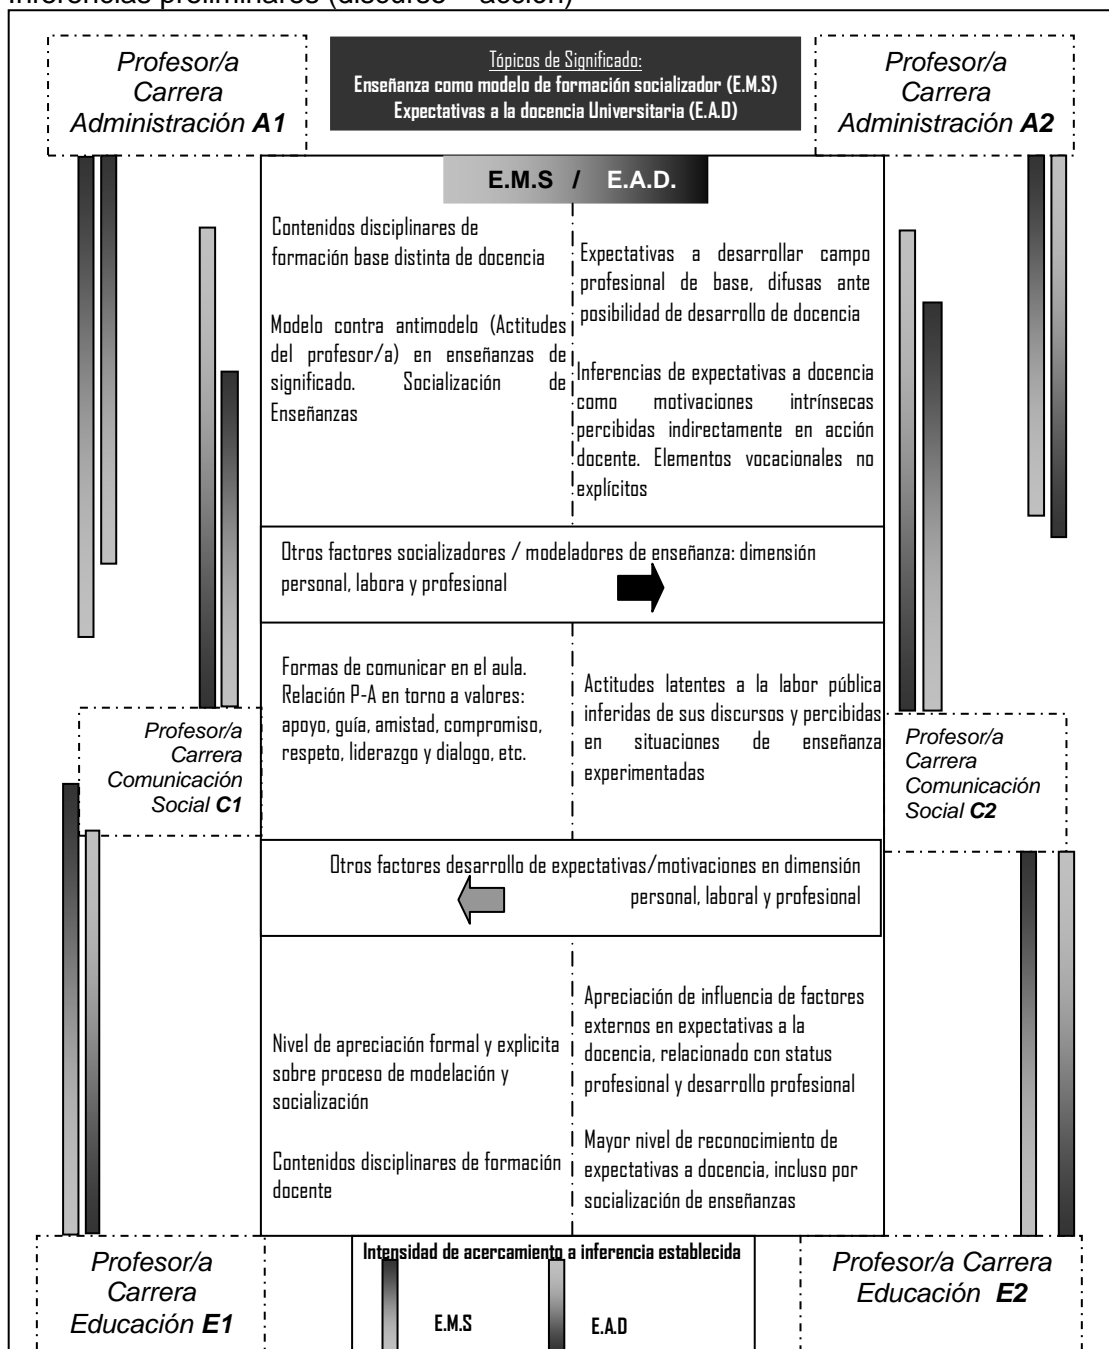 Inferencias preliminares (discurso – acción)
Profesor/a
Carrera
Administración A1
Tópicos de Significado:
Enseñanza como modelo de formación socializador (E.M.S)
Expectativas a la docencia Universitaria (E.A.D)
Profesor/a
Carrera
Administración A2
E.M.S / E.A.D.
Contenidos disciplinares de
formación base distinta de docencia
Modelo contra antimodelo (Actitudes
del profesor/a) en enseñanzas de
significado. Socialización de
Enseñanzas
Expectativas a desarrollar campo
profesional de base, difusas ante
posibilidad de desarrollo de docencia
Inferencias de expectativas a docencia
como motivaciones intrínsecas
percibidas indirectamente en acción
docente. Elementos vocacionales no
explícitos
Otros factores socializadores / modeladores de enseñanza: dimensión
personal, labora y profesional
Formas de comunicar en el aula.
Relación P-A en torno a valores:
apoyo, guía, amistad, compromiso,
respeto, liderazgo y dialogo, etc.
Actitudes latentes a la labor pública
inferidas de sus discursos y percibidas
en situaciones de enseñanza
experimentadas
Profesor/a
Carrera
Comunicación
Social C1
Profesor/a
Carrera
Comunicación
Social C2
Otros factores desarrollo de expectativas/motivaciones en dimensión
personal, laboral y profesional
Nivel de apreciación formal y explicita
sobre proceso de modelación y
socialización
Contenidos disciplinares de formación
docente
Apreciación de influencia de factores
externos en expectativas a la
docencia, relacionado con status
profesional y desarrollo profesional
Mayor nivel de reconocimiento de
expectativas a docencia, incluso por
socialización de enseñanzas
Profesor/a
Carrera
Educación E1
Intensidad de acercamiento a inferencia establecida
E.M.S
E.A.D
Profesor/a Carrera
Educación E2